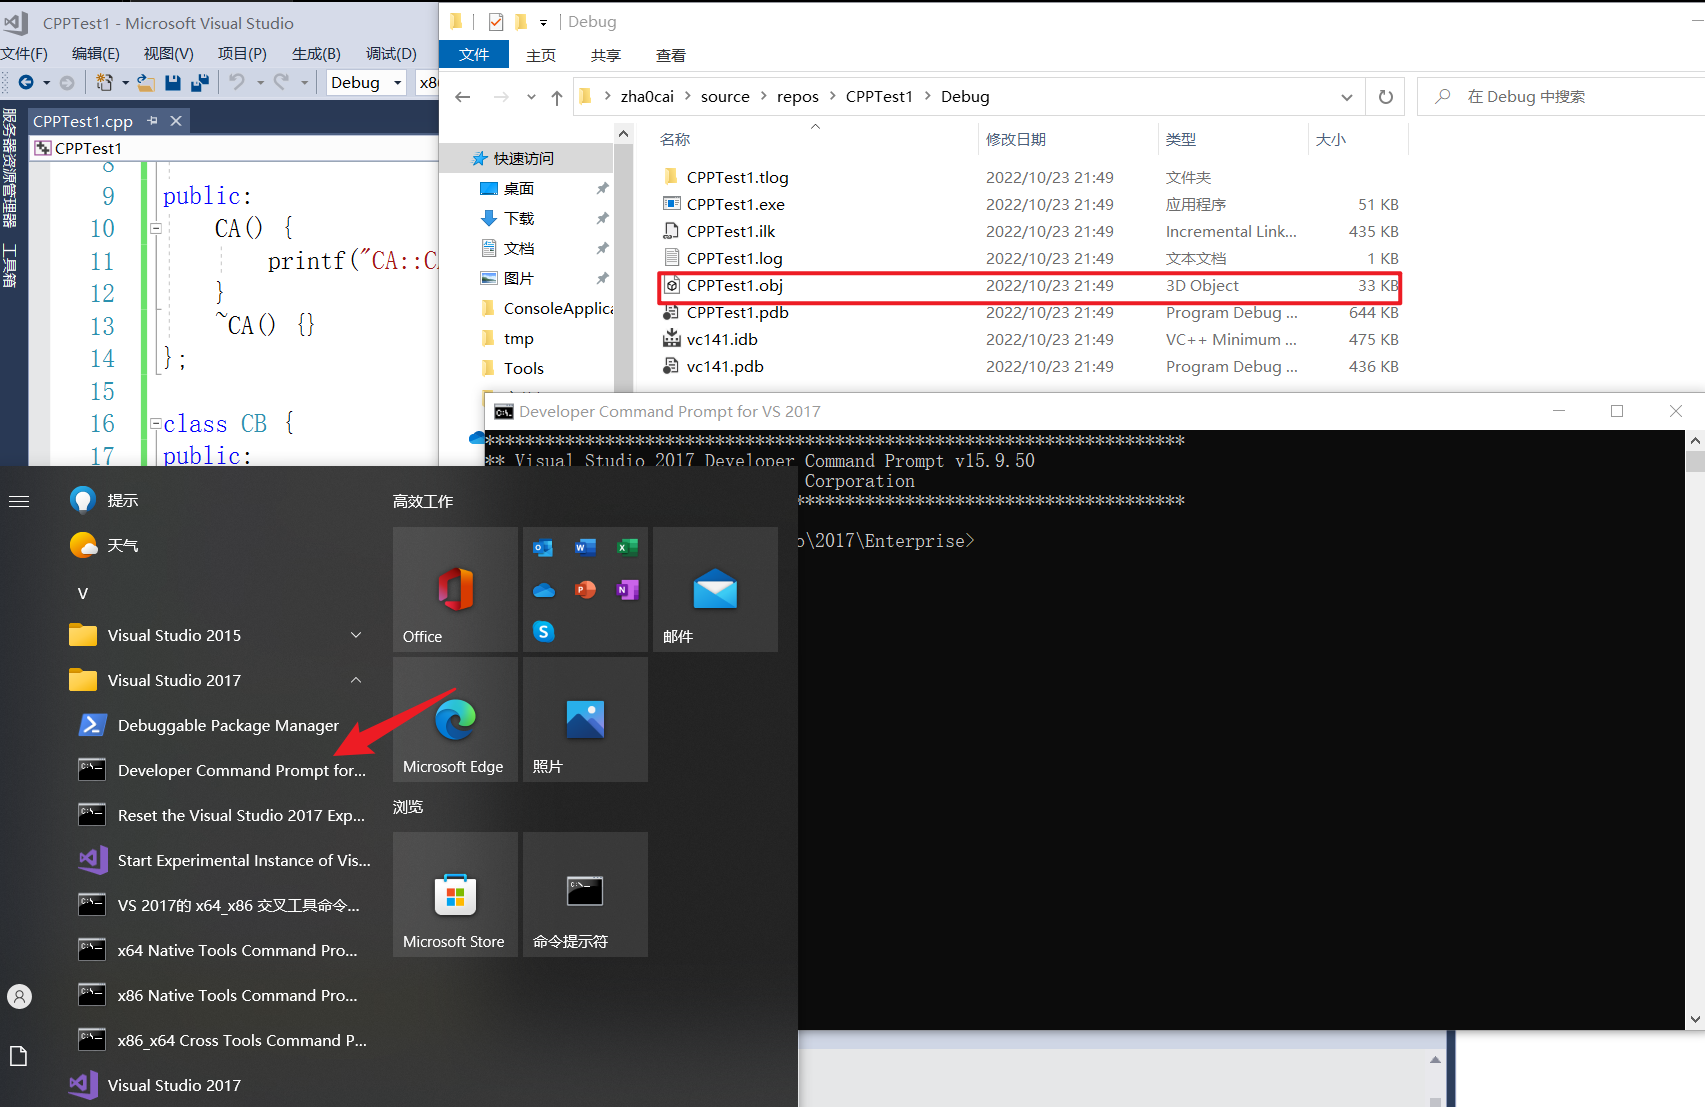 CPPTest1 - Microsoft Visual Studio
文件(F) 编辑(E) 视图(V) 项目(P) 生成(B) 调试(D)
Debug x86
服务器资源管理器
工具箱
CPPTest1.cpp
CPPTest1
8
9 public:
10 CA() {
11 printf("CA::CA
12 }
13 ~CA() {}
14 };
15
16 class CB {
17 public:
Debug
文件 主页 共享 查看
zha0cai > source > repos > CPPTest1 > Debug
在 Debug 中搜索
快速访问
桌面
下载
文档
图片
ConsoleApplica
tmp
Tools
名称 修改日期 类型 大小
CPPTest1.tlog 2022/10/23 21:49 文件夹
CPPTest1.exe 2022/10/23 21:49 应用程序 51 KB
CPPTest1.ilk 2022/10/23 21:49 Incremental Link... 435 KB
CPPTest1.log 2022/10/23 21:49 文本文档 1 KB
CPPTest1.obj 2022/10/23 21:49 3D Object 33 KB
CPPTest1.pdb 2022/10/23 21:49 Program Debug ... 644 KB
vc141.idb 2022/10/23 21:49 VC++ Minimum ... 475 KB
vc141.pdb 2022/10/23 21:49 Program Debug ... 436 KB
Developer Command Prompt for VS 2017
**********************************************************************
** Visual Studio 2017 Developer Command Prompt v15.9.50
Corporation
***************************************
o\2017\Enterprise>
提示
天气
V
Visual Studio 2015
Visual Studio 2017
Debuggable Package Manager
Developer Command Prompt for...
Reset the Visual Studio 2017 Exp...
Start Experimental Instance of Vis...
VS 2017的 x64_x86 交叉工具命令...
x64 Native Tools Command Pro...
x86 Native Tools Command Pro...
x86_x64 Cross Tools Command P...
Visual Studio 2017
高效工作
Office
邮件
Microsoft Edge
照片
浏览
Microsoft Store
命令提示符